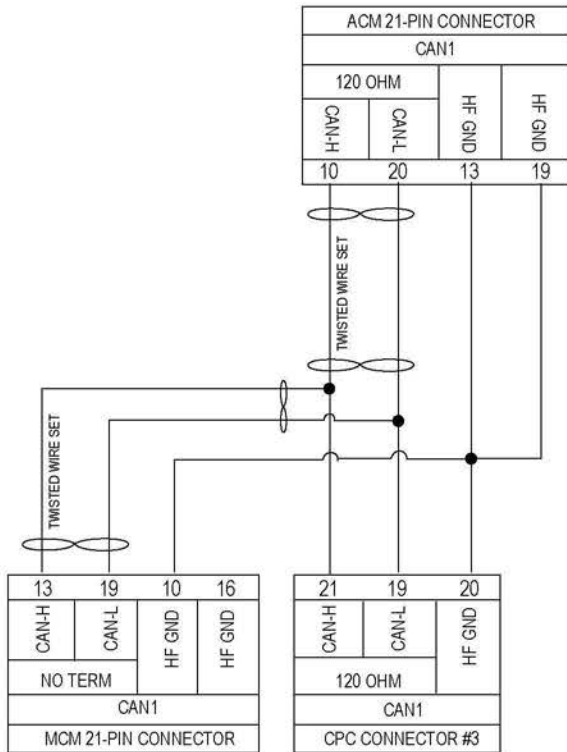 ACM 21-PIN CONNECTOR
CAN1
120 OHM
CAN-H
CAN-L
HF GND
HF GND
10
20
13
19
TWISTED WIRE SET
TWISTED WIRE SET
13
19
10
16
CAN-H
CAN-L
HF GND
HF GND
NO TERM
CAN1
MCM 21-PIN CONNECTOR
21
19
20
CAN-H
CAN-L
HF GND
120 OHM
CAN1
CPC CONNECTOR #3